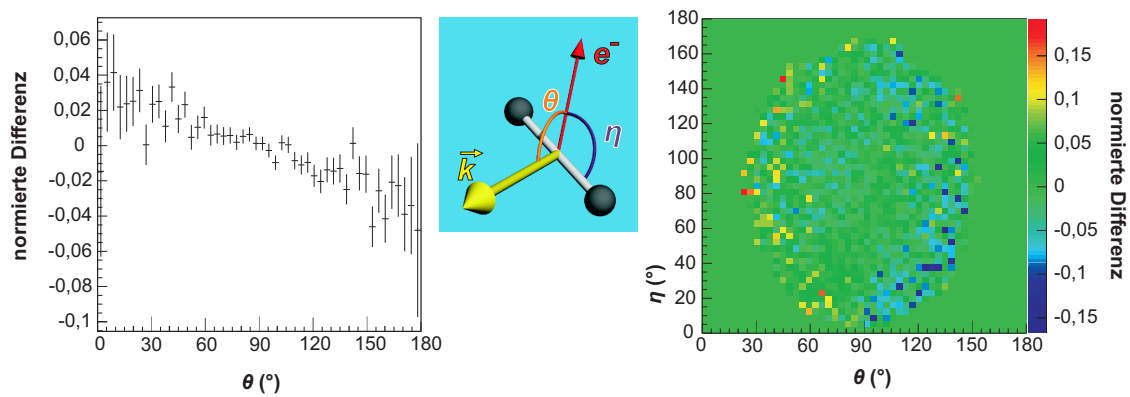 normierte Differenz
0,06
0,04
0,02
0
-0,02
-0,04
-0,06
-0,08
-0,1
0 30 60 90 120 150 180
θ (°)
e⁻
θ
η
k
η (°)
180
160
140
120
100
80
60
40
20
0
0 30 60 90 120 150 180
θ (°)
0,15
0,1
0,05
0
-0,05
-0,1
-0,15
normierte Differenz